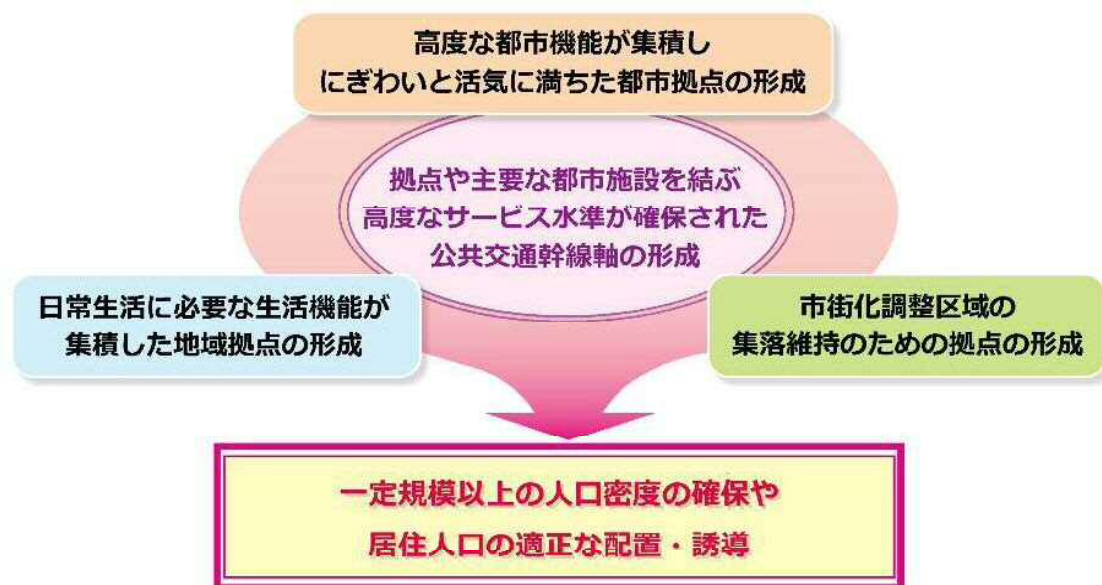 高度な都市機能が集積し
にぎわいと活気に満ちた都市拠点の形成
拠点や主要な都市施設を結ぶ
高度なサービス水準が確保された
公共交通幹線軸の形成
日常生活に必要な生活機能が
集積した地域拠点の形成
市街化調整区域の
集落維持のための拠点の形成
一定規模以上の人口密度の確保や
居住人口の適正な配置・誘導